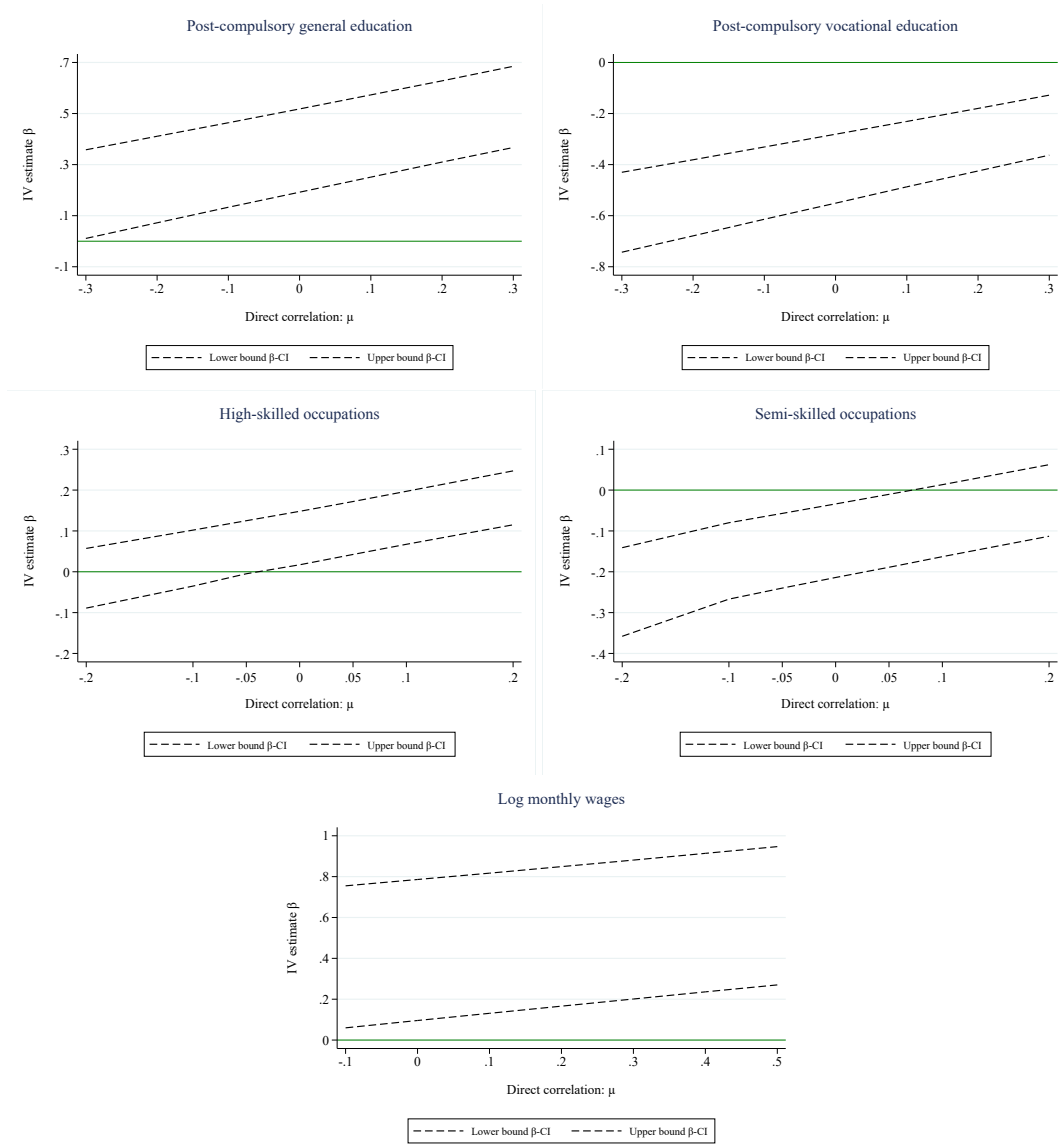 Post-compulsory general education
IV estimate β
.7
.5
.3
.1
-.1
-.3 -.2 -.1 0 .1 .2 .3
Direct correlation: μ
Lower bound β-CI Upper bound β-CI
Post-compulsory vocational education
IV estimate β
0
-.2
-.4
-.6
-.8
-.3 -.2 -.1 0 .1 .2 .3
Direct correlation: μ
Lower bound β-CI Upper bound β-CI
High-skilled occupations
IV estimate β
.3
.2
.1
0
-.1
-.2
-.2 -.1 -.05 0 .05 .1 .2
Direct correlation: μ
Lower bound β-CI Upper bound β-CI
Semi-skilled occupations
IV estimate β
.1
0
-.1
-.2
-.3
-.4
-.2 -.1 -.05 0 .05 .1 .2
Direct correlation: μ
Lower bound β-CI Upper bound β-CI
Log monthly wages
IV estimate β
1
.8
.6
.4
.2
0
-.1 0 .1 .2 .3 .4 .5
Direct correlation: μ
Lower bound β-CI Upper bound β-CI